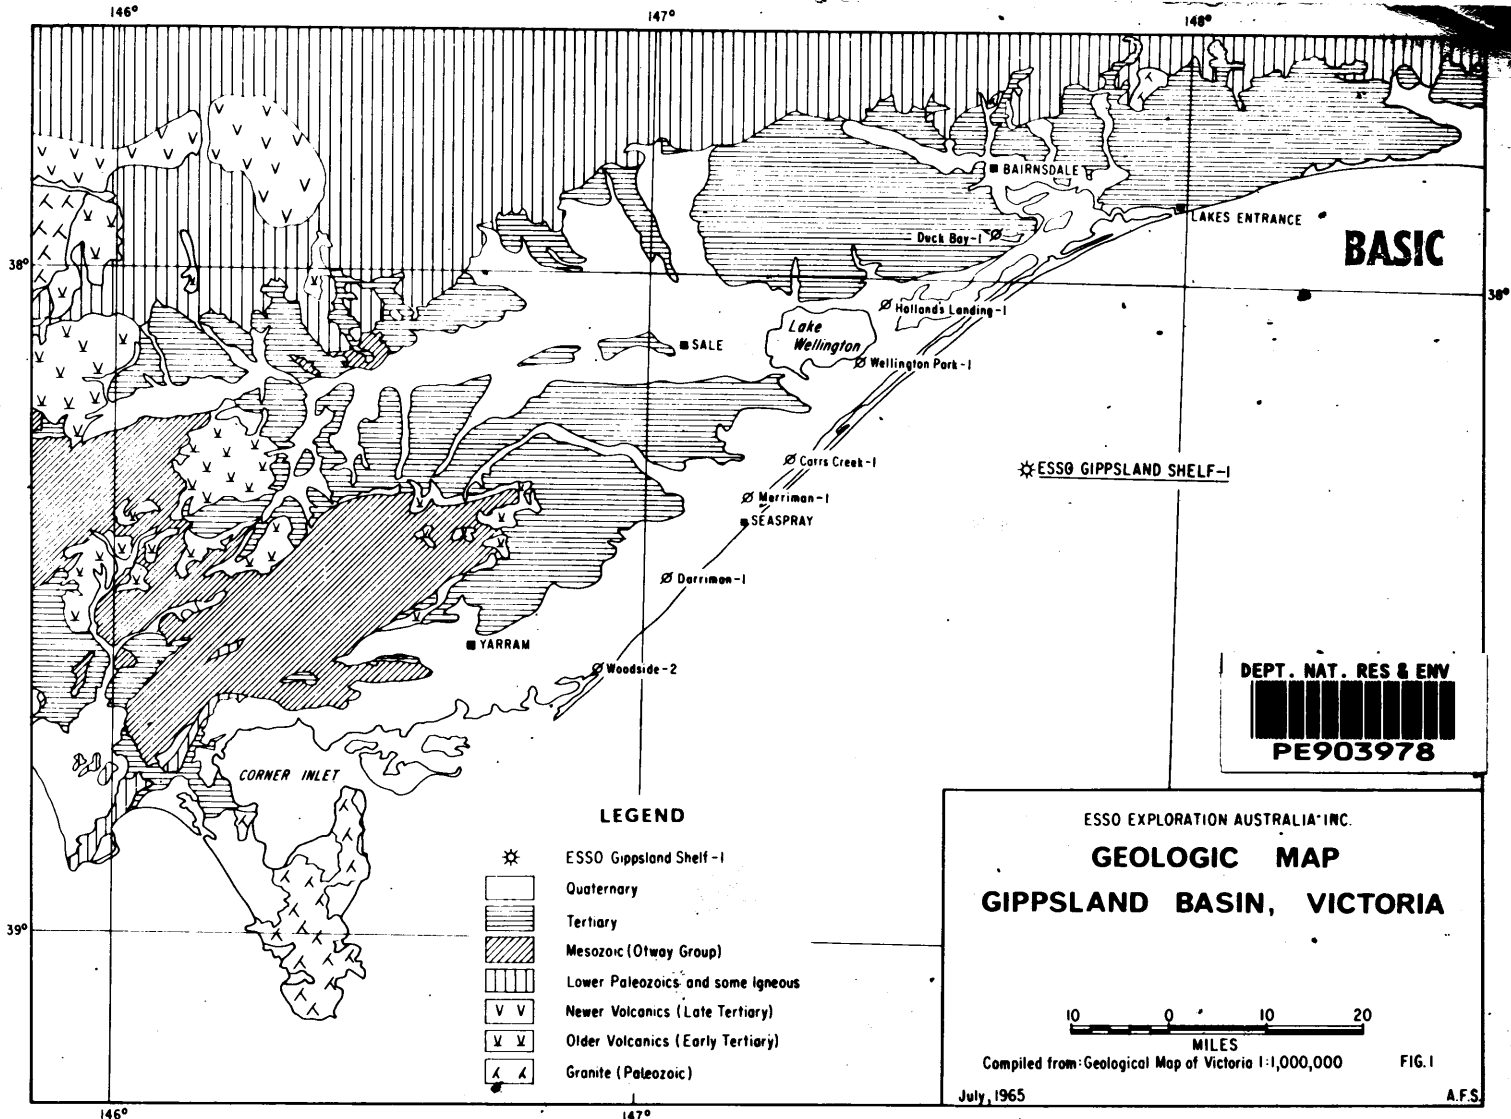 146°
147°
148°
BAIRNSDALE
LAKES ENTRANCE
Duck Bay-1
BASIC
38°
38°
Hollands Landing-1
Lake
Wellington
SALE
Wellington Park-1
Carrs Creek-1
ESSO GIPPSLAND SHELF-1
Merriman-1
SEASPRAY
Darriman-1
YARRAM
Woodside-2
DEPT. NAT. RES & ENV
PE903978
CORNER INLET
LEGEND
ESSO Gippsland Shelf-1
Quaternary
Tertiary
Mesozoic (Otway Group)
Lower Paleozoics and some Igneous
Newer Volcanics (Late Tertiary)
Older Volcanics (Early Tertiary)
Granite (Paleozoic)
39°
ESSO EXPLORATION AUSTRALIA INC.
GEOLOGIC MAP
GIPPSLAND BASIN, VICTORIA
10 0 10 20
MILES
Compiled from: Geological Map of Victoria 1:1,000,000
FIG.1
July, 1965
A.F.S.
146°
147°